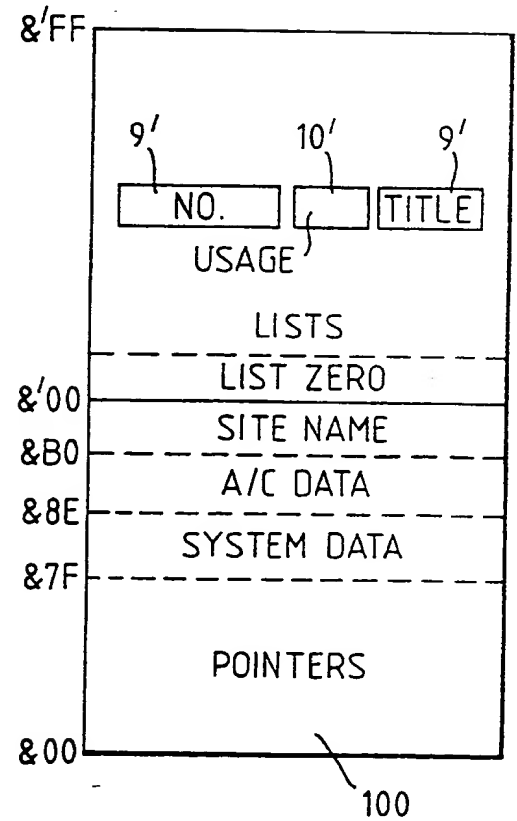 &'FF
9' 10' 9'
NO. TITLE
USAGE
LISTS
LIST ZERO
&'00
SITE NAME
&B0
A/C DATA
&8E
SYSTEM DATA
&7F
POINTERS
&00
100